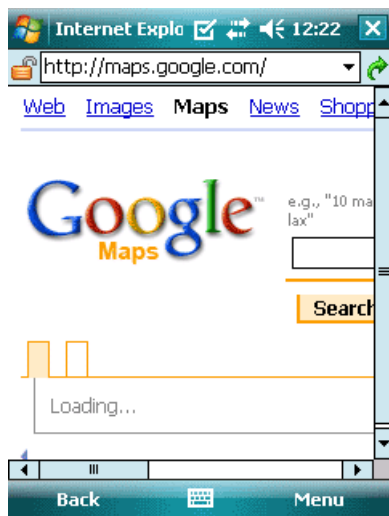 Internet Explo 12:22
http://maps.google.com/
Web Images Maps News Shopp
Google™
Maps
e.g., "10 ma
lax"
Search
Loading...
Back Menu